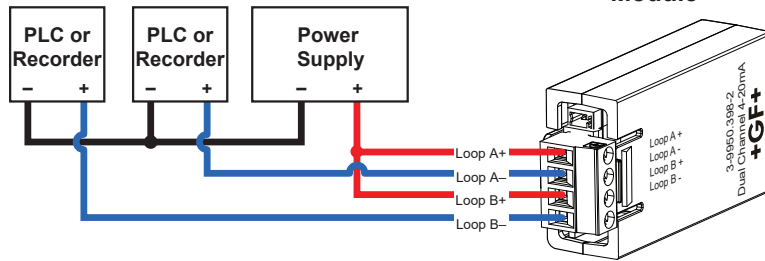 Module
PLC or
Recorder
– +
PLC or
Recorder
– +
Power
Supply
– +
Loop A+
Loop A–
Loop B+
Loop B–
Loop A +
Loop A -
Loop B +
Loop B -
3-9950.398-2
Dual Channel 4-20mA
+GF+